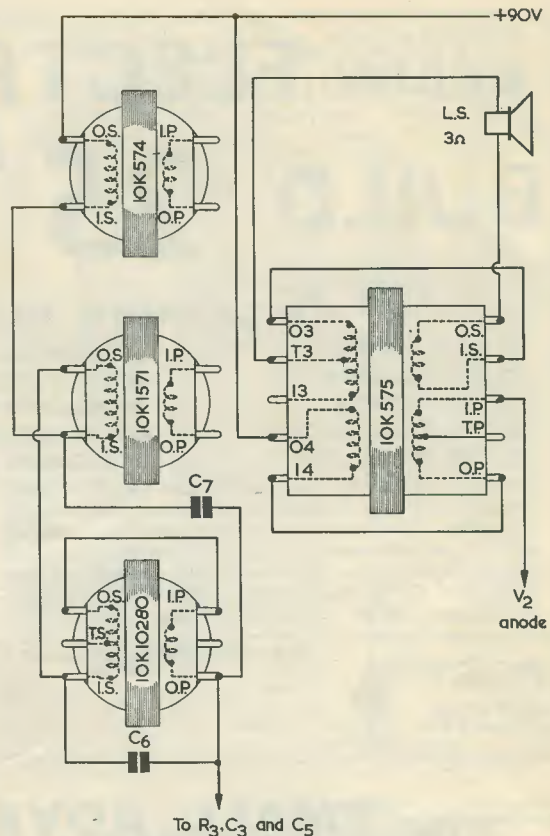 +90V
L.S.
3Ω
O.S. I.P.
10K574
I.S. O.P.
O.S. I.P.
10K1571
I.S. O.P.
C7
O.S. I.P.
T.S.
10K10280
I.S. O.P.
C6
To R3, C3 and C5
O3
T3
I3
O4
I4
10K575
O.S.
I.S.
I.P
T.P.
O.P.
V2
anode